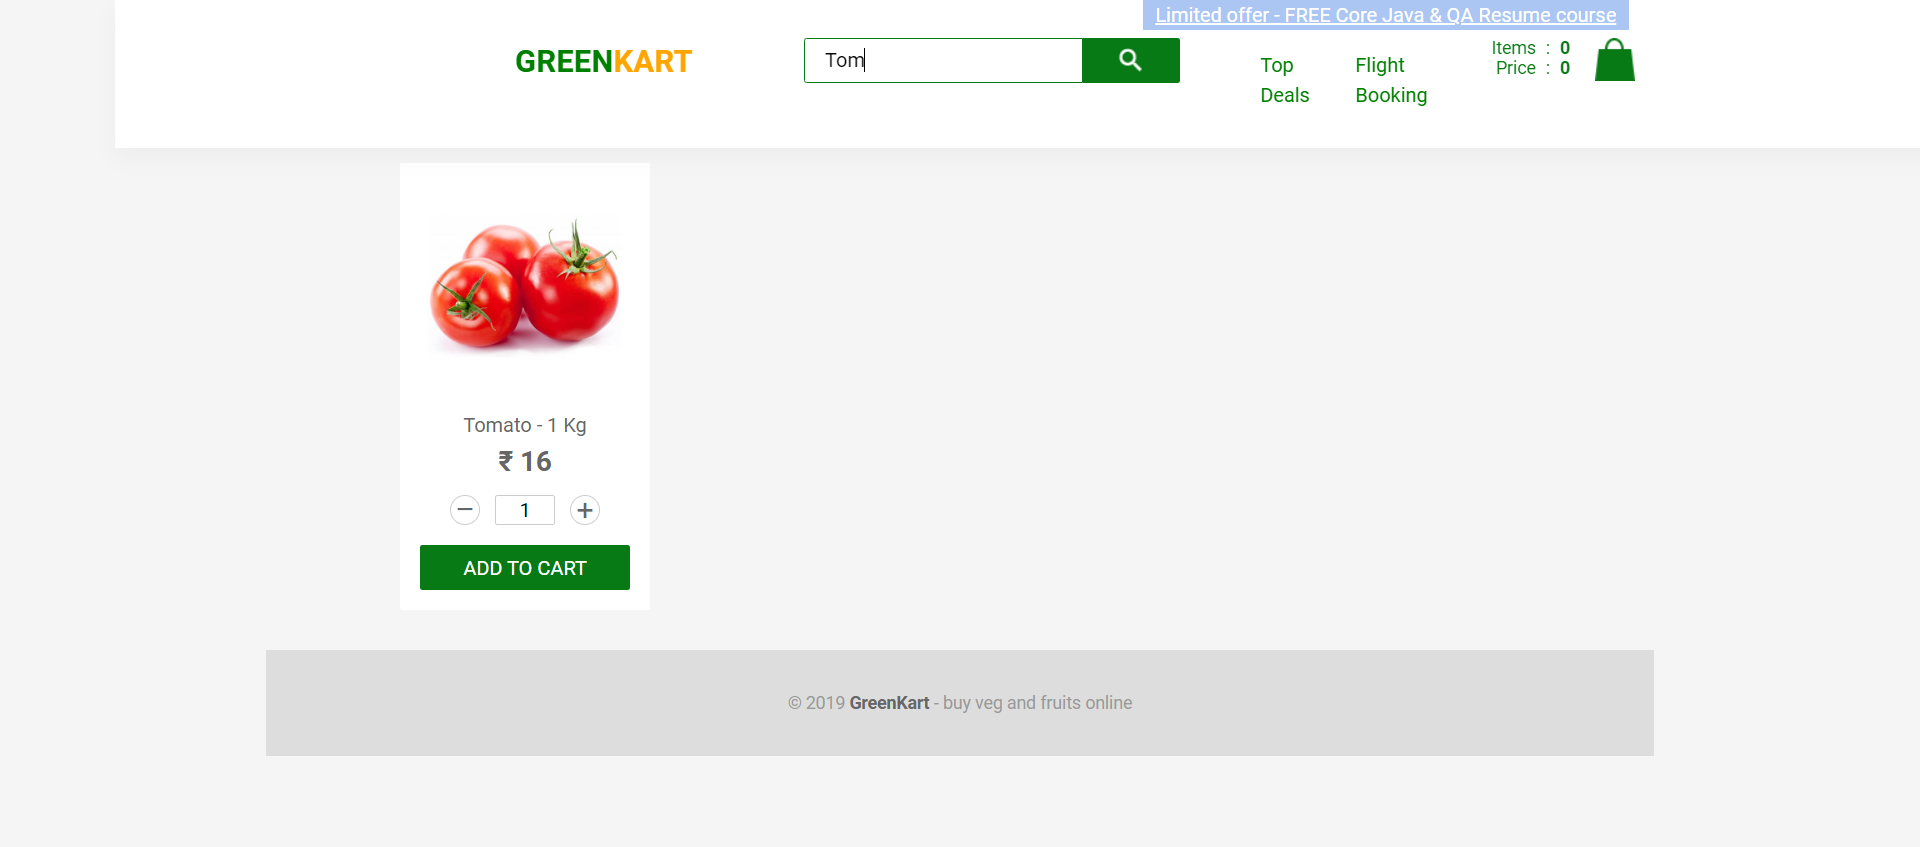 Limited offer - FREE Core Java & QA Resume course
GREENKART
Tom
Top
Deals
Flight
Booking
Items : 0
Price : 0
Tomato - 1 Kg
₹ 16
− 1 +
ADD TO CART
© 2019 GreenKart - buy veg and fruits online